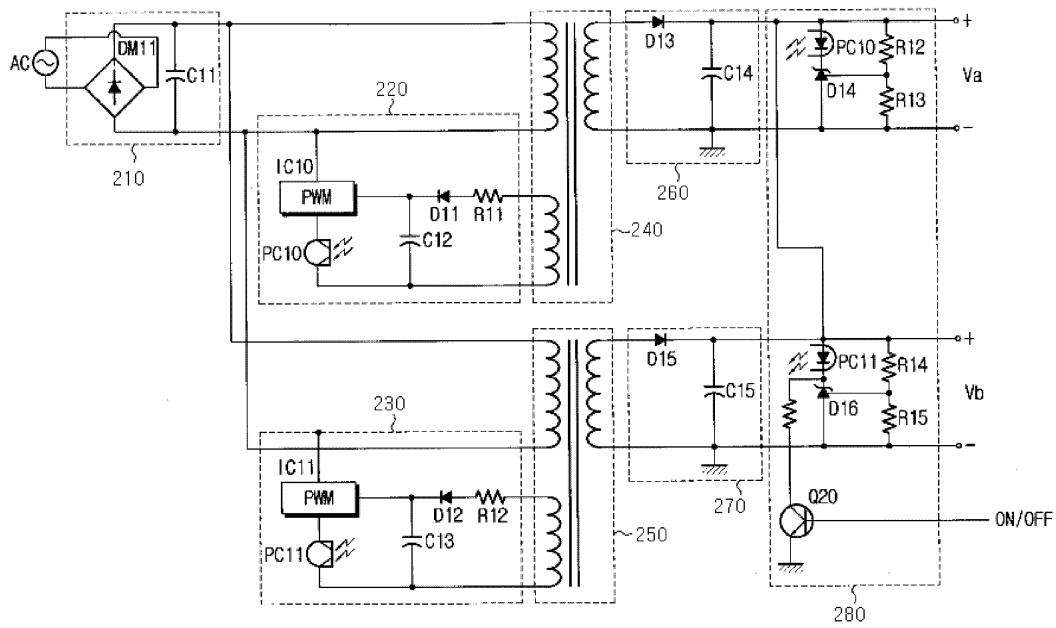 AC
DM11
C11
210
220
IC10
PWM
PC10
C12
D11
R11
240
D13
C14
260
PC10
R12
D14
R13
+
Va
-
230
IC11
PWM
PC11
C13
D12
R12
250
D15
C15
270
PC11
R14
D16
R15
+
Vb
-
Q20
ON/OFF
280